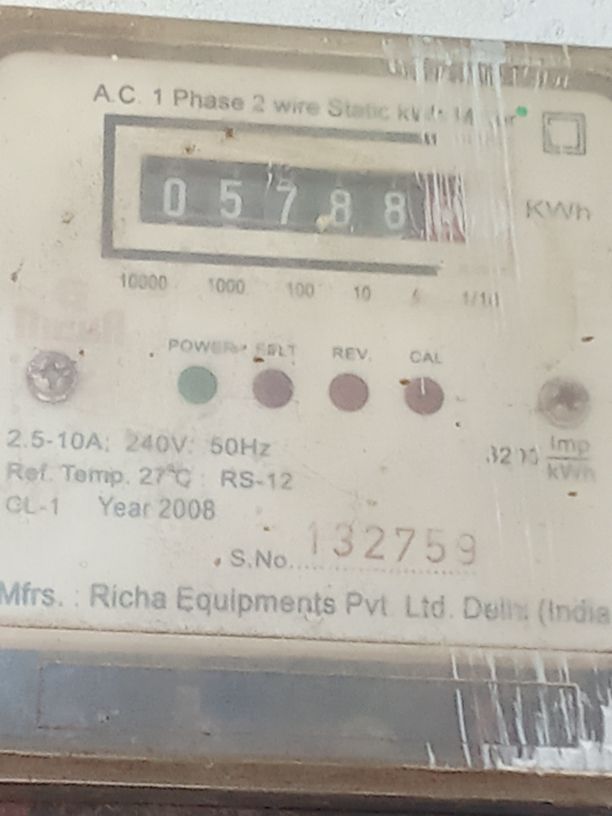 A.C. 1 Phase 2 wire Static
0 5 7 8 8
KWh
10000 1000 100 10 1/10
POWER REV. CAL
2.5-10A; 240V: 50Hz
Imp
kWh
Ref. Temp. 27°C : RS-12
CL-1 Year 2008
S.No. 132759
Mfrs. : Richa Equipments Pvt. Ltd. Delhi (India